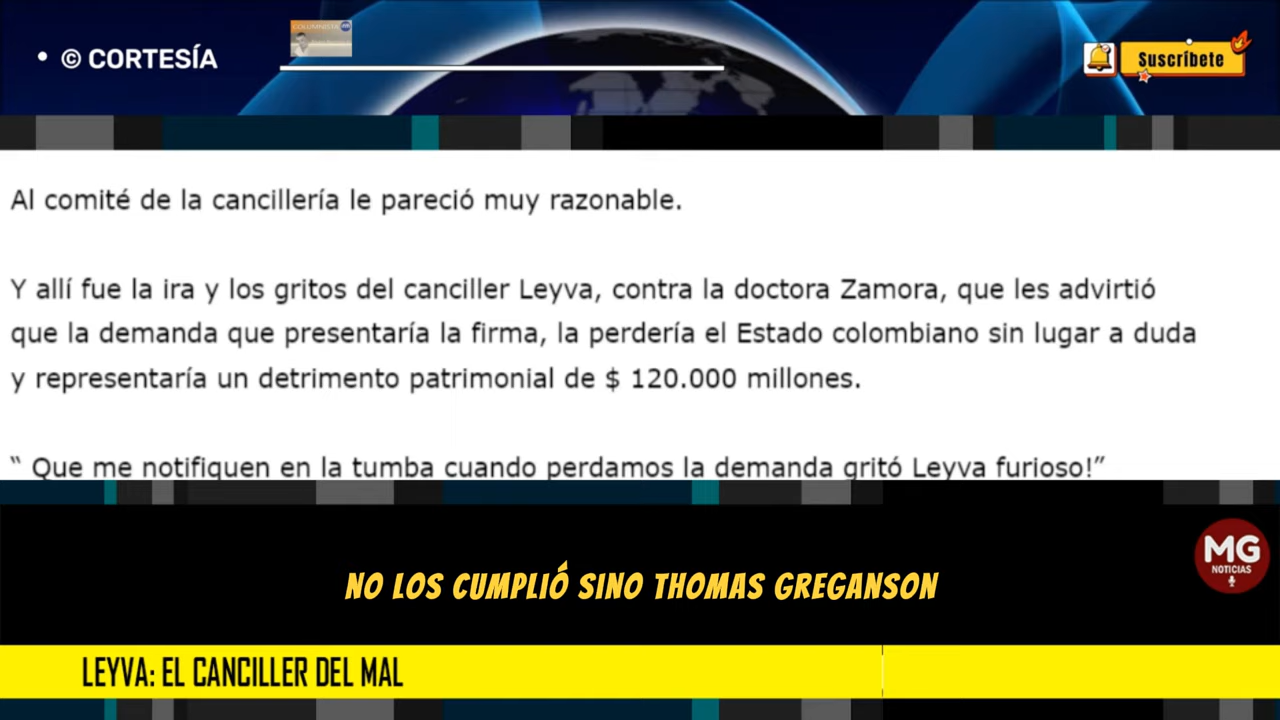 • © CORTESÍA
COLUMNISTA
Suscríbete
Al comité de la cancillería le pareció muy razonable.
Y allí fue la ira y los gritos del canciller Leyva, contra la doctora Zamora, que les advirtió
que la demanda que presentaría la firma, la perdería el Estado colombiano sin lugar a duda
y representaría un detrimento patrimonial de $ 120.000 millones.
“ Que me notifiquen en la tumba cuando perdamos la demanda gritó Leyva furioso!”
MG
NOTICIAS
NO LOS CUMPLIÓ SINO THOMAS GREGANSON
LEYVA: EL CANCILLER DEL MAL